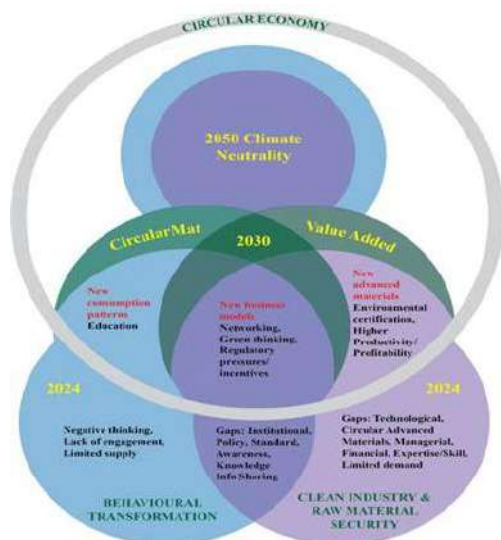 CIRCULAR ECONOMY
2050 Climate
Neutrality
CircularMat
2030
Value Added
New
consumption
patterns
Education
New business
models
Networking,
Green thinking,
Regulatory
pressures/
incentives
New
advanced
materials
Environmental
certification,
Higher
Productivity/
Profitability
2024
2024
Negative thinking,
Lack of engagement,
Limited supply
Gaps: Institutional,
Policy, Standard,
Awareness,
Knowledge
Info Sharing
Gaps: Technological,
Circular Advanced
Materials, Managerial,
Financial, Expertise/Skill,
Limited demand
BEHAVIOURAL
TRANSFORMATION
CLEAN INDUSTRY &
RAW MATERIAL
SECURITY